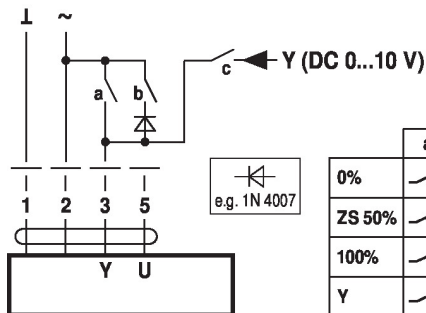 ⊥ ~
a b c Y (DC 0...10 V)
1 2 3 5
Y U
e.g. 1N 4007
a
0%
ZS 50%
100%
Y